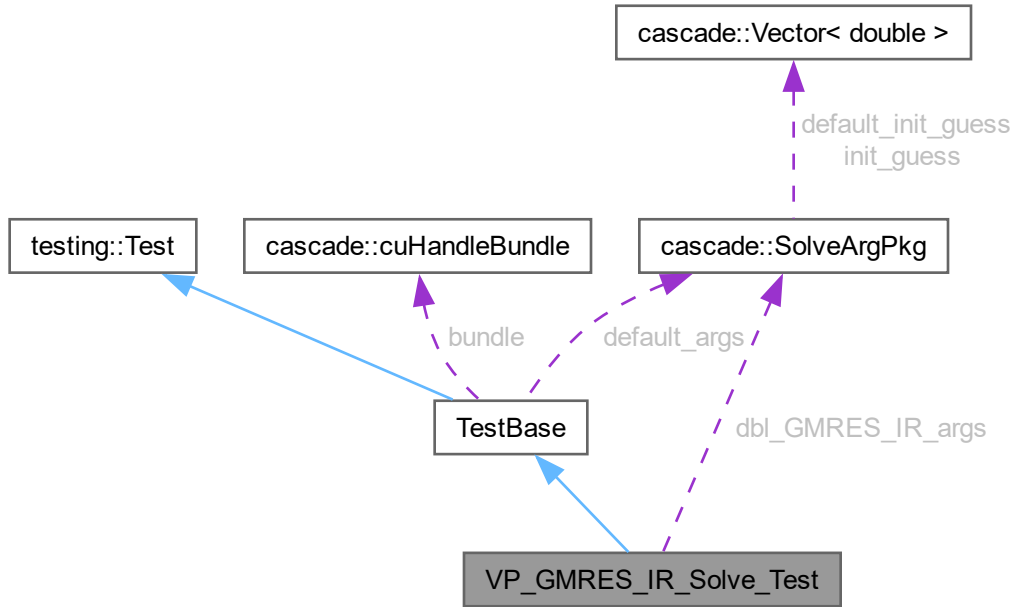 cascade::Vector< double >
default_init_guess
init_guess
testing::Test
cascade::cuHandleBundle
cascade::SolveArgPkg
bundle
default_args
TestBase
dbl_GMRES_IR_args
VP_GMRES_IR_Solve_Test